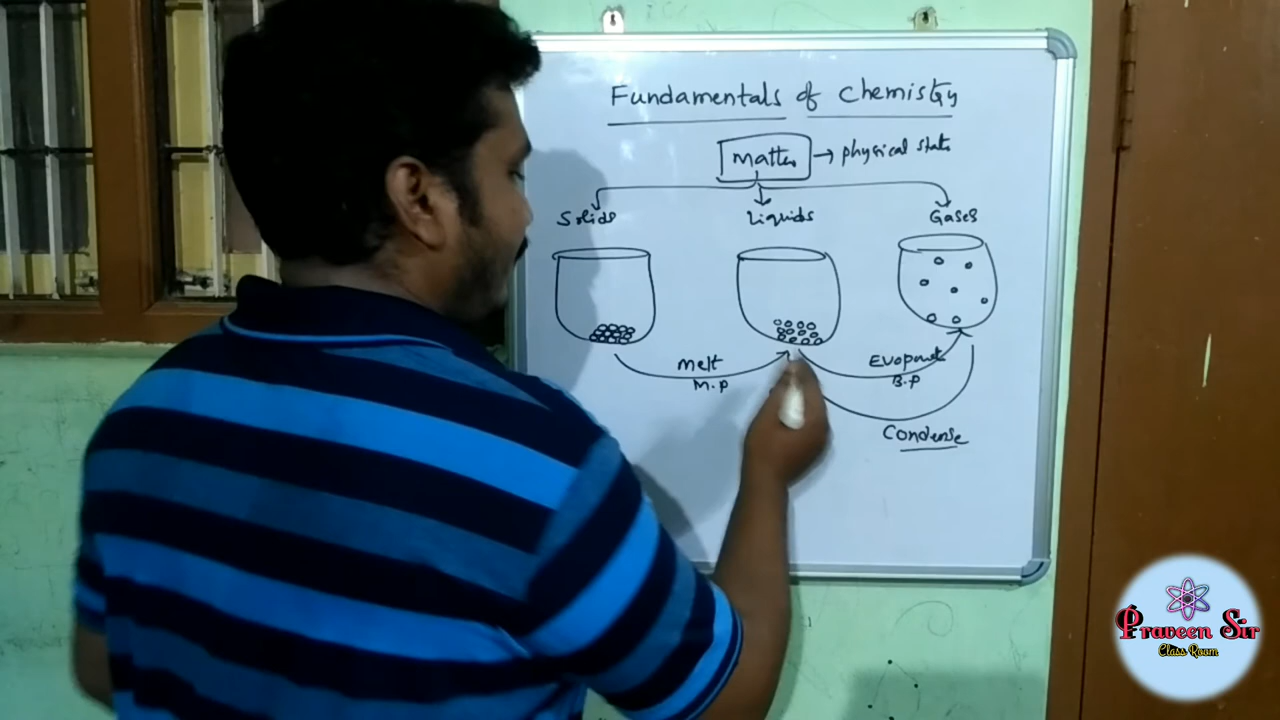 Fundamentals of Chemistry
Matter → physical state
Solids Liquids Gases
Melt
M.P
Evaporate
B.P
Condense
Praveen Sir
Class Room